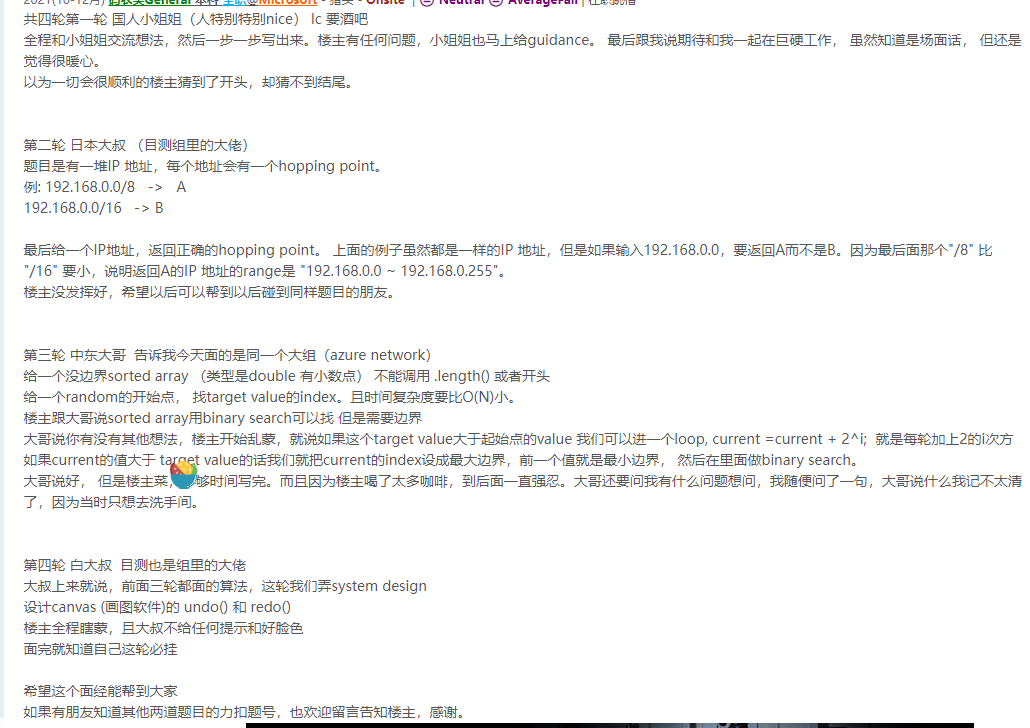 2021(10-12月) 码农类General 本科 全职@Microsoft - 猎头 - Onsite | 😐 Neutral 😐 AverageFail | 在职跳槽
共四轮第一轮 国人小姐姐（人特别特别nice） lc 要酒吧
全程和小姐姐交流想法，然后一步一步写出来。楼主有任何问题，小姐姐也马上给guidance。 最后跟我说期待和我一起在巨硬工作， 虽然知道是场面话， 但还是
觉得很暖心。
以为一切会很顺利的楼主猜到了开头，却猜不到结尾。
第二轮 日本大叔 （目测组里的大佬）
题目是有一堆IP 地址，每个地址会有一个hopping point。
例: 192.168.0.0/8 -> A
192.168.0.0/16 -> B
最后给一个IP地址，返回正确的hopping point。 上面的例子虽然都是一样的IP 地址，但是如果输入192.168.0.0，要返回A而不是B。因为最后面那个"/8" 比
"/16" 要小，说明返回A的IP 地址的range是 "192.168.0.0 ~ 192.168.0.255"。
楼主没发挥好，希望以后可以帮到以后碰到同样题目的朋友。
第三轮 中东大哥 告诉我今天面的是同一个大组（azure network）
给一个没边界sorted array （类型是double 有小数点） 不能调用 .length() 或者开头
给一个random的开始点， 找target value的index。且时间复杂度要比O(N)小。
楼主跟大哥说sorted array用binary search可以找 但是需要边界
大哥说你有没有其他想法，楼主开始乱蒙，就说如果这个target value大于起始点的value 我们可以进一个loop, current =current + 2^i; 就是每轮加上2的i次方
如果current的值大于 target value的话我们就把current的index设成最大边界，前一个值就是最小边界， 然后在里面做binary search。
大哥说好， 但是楼主菜，够时间写完。而且因为楼主喝了太多咖啡，到后面一直强忍。大哥还要问我有什么问题想问，我随便问了一句，大哥说什么我记不太清
了，因为当时只想去洗手间。
第四轮 白大叔 目测也是组里的大佬
大叔上来就说，前面三轮都面的算法，这轮我们弄system design
设计canvas (画图软件)的 undo() 和 redo()
楼主全程瞎蒙，且大叔不给任何提示和好脸色
面完就知道自己这轮必挂
希望这个面经能帮到大家
如果有朋友知道其他两道题目的力扣题号，也欢迎留言告知楼主，感谢。